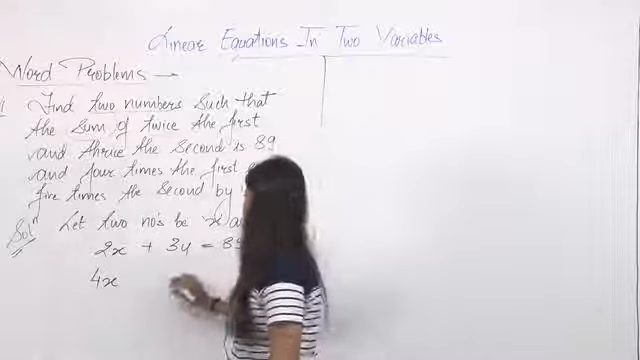 Linear Equations In Two Variables
Word Problems →
Find two numbers such that
the sum of twice the first
and thrice the second is 89
and four times the first
five times the second by
Solⁿ Let two no's be 'x'
2x + 3y = 89
4x